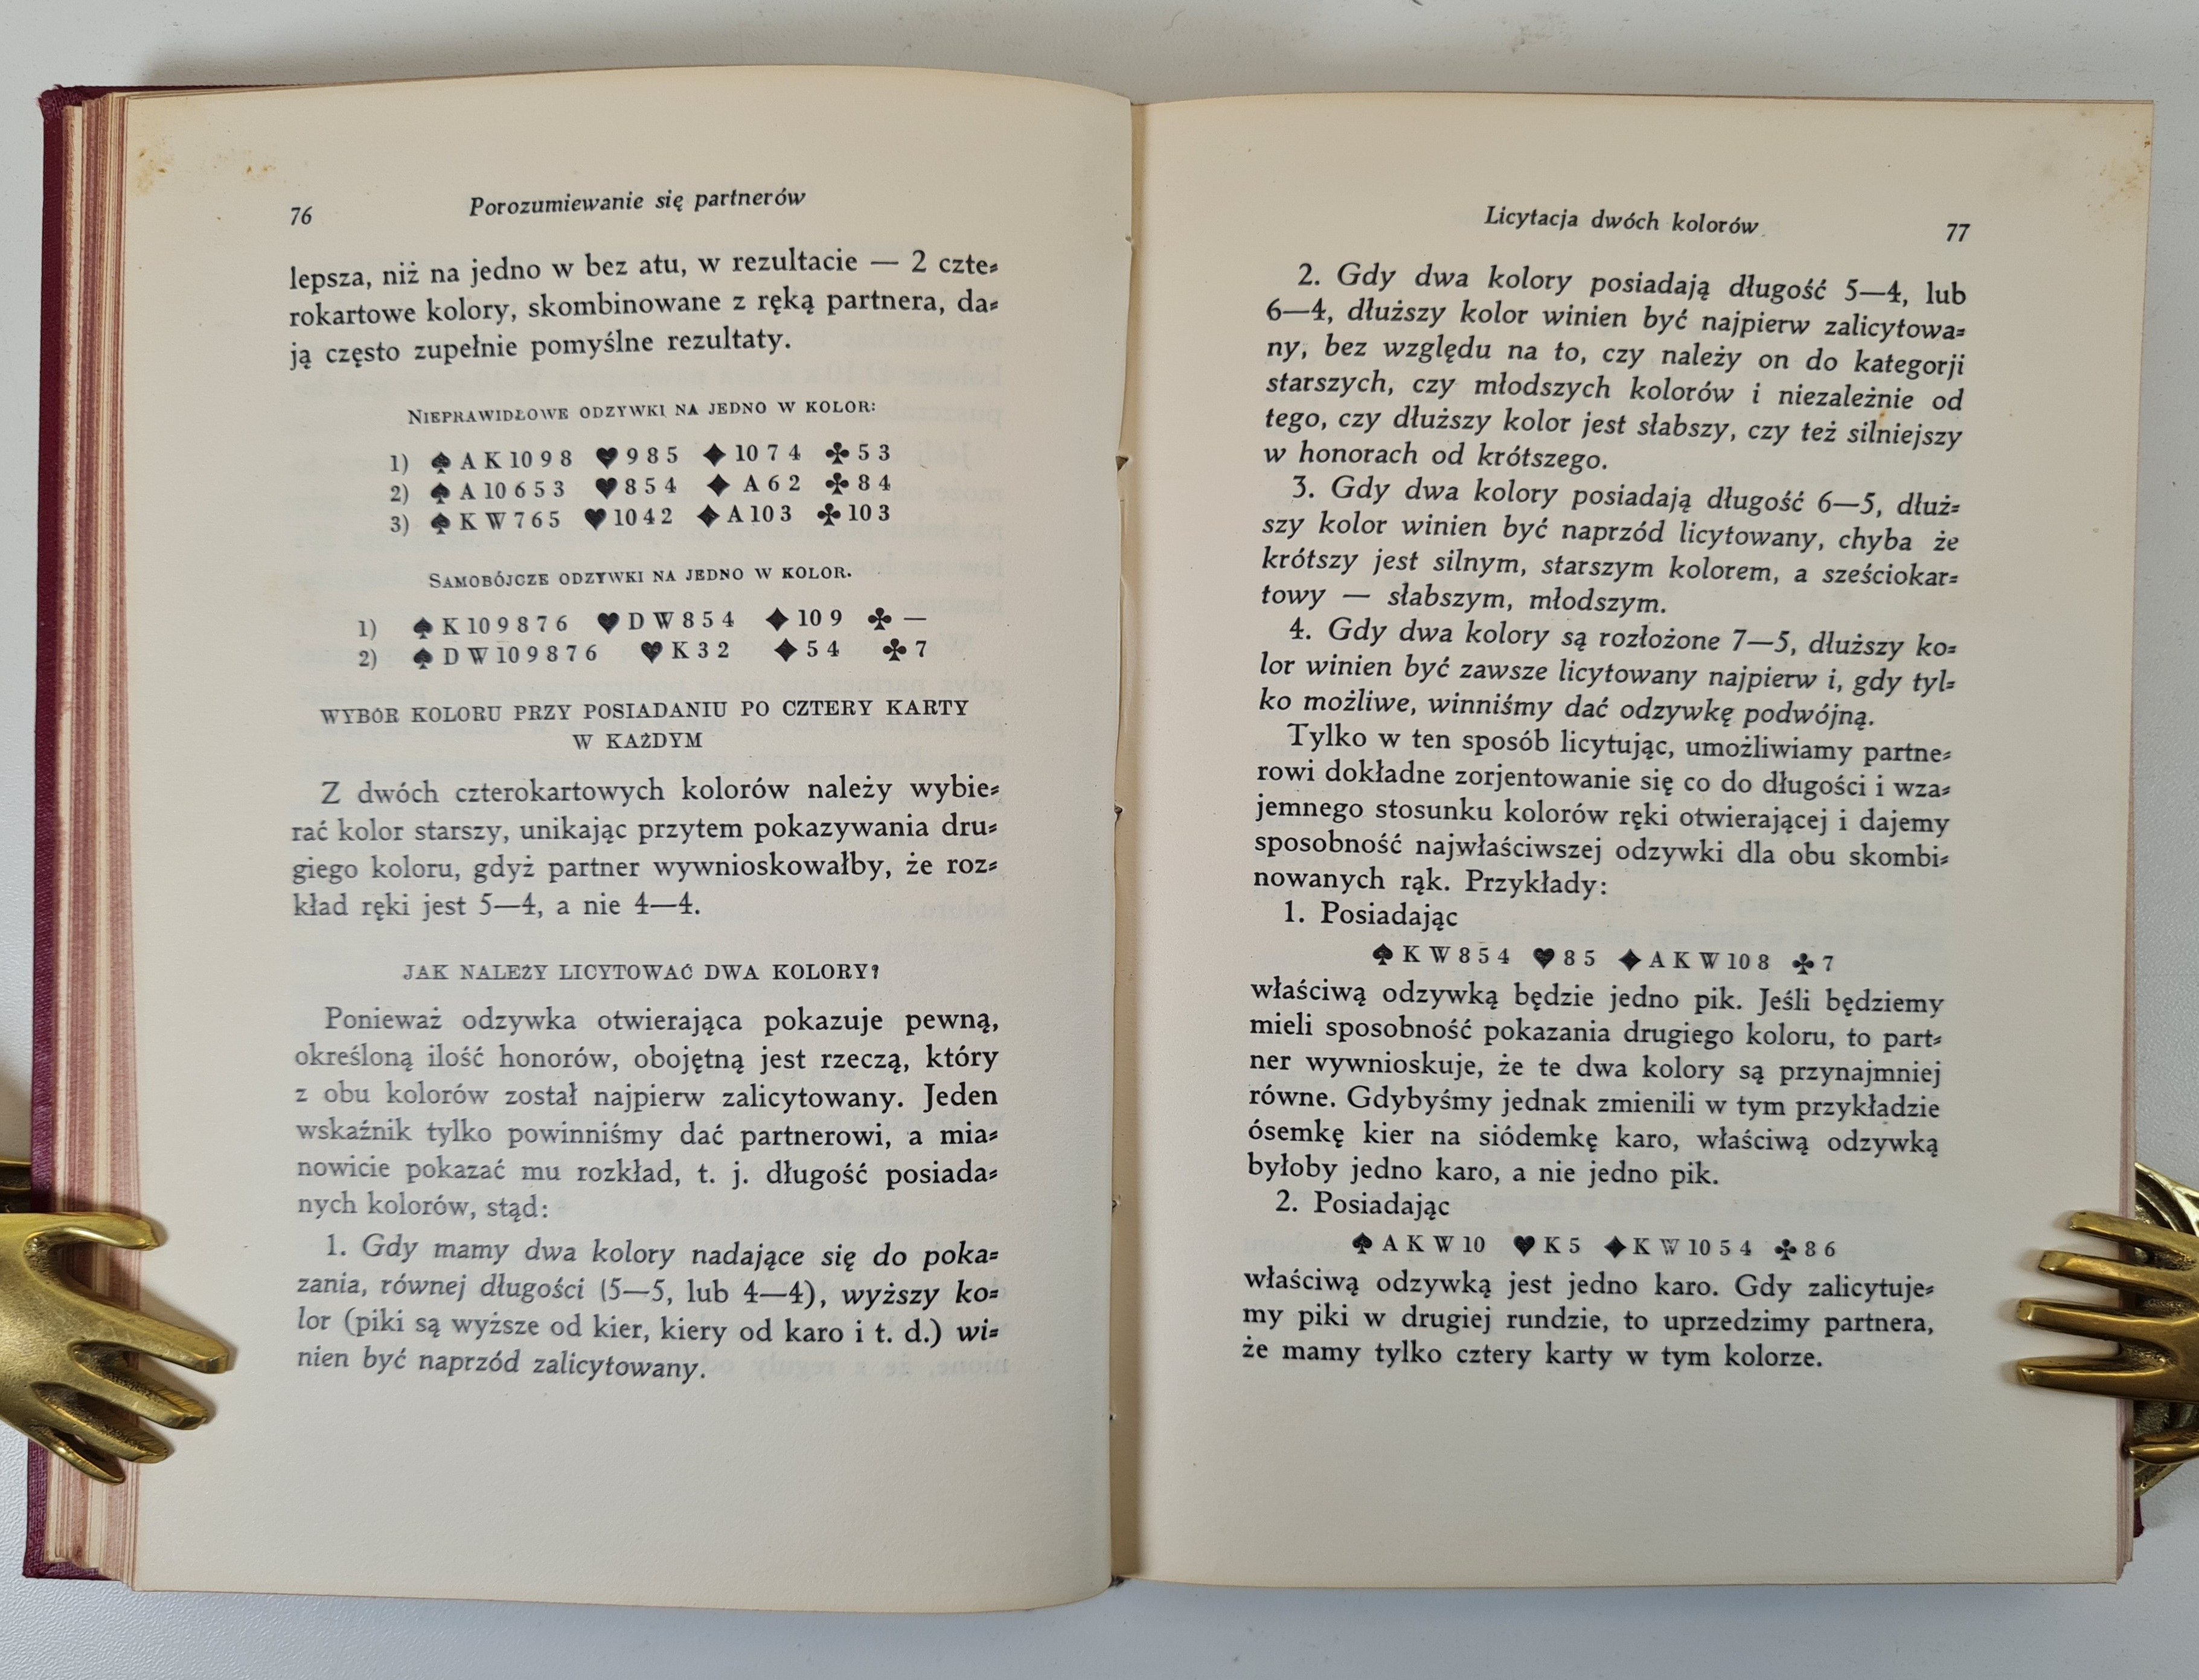 76
Porozumiewanie się partnerów
lepsza, niż na jedno w bez atu, w rezultacie — 2 czte=
rokartowe kolory, skombinowane z ręką partnera, da=
ją często zupełnie pomyślne rezultaty.
NIEPRAWIDŁOWE ODZYWKI NA JEDNO W KOLOR:
1) ♠ A K 10 9 8 ♥ 9 8 5 ♦ 10 7 4 ♣ 5 3
2) ♠ A 10 6 5 3 ♥ 8 5 4 ♦ A 6 2 ♣ 8 4
3) ♠ K W 7 6 5 ♥ 10 4 2 ♦ A 10 3 ♣ 10 3
SAMOBÓJCZE ODZYWKI NA JEDNO W KOLOR.
1) ♠ K 10 9 8 7 6 ♥ D W 8 5 4 ♦ 10 9 ♣ —
2) ♠ D W 10 9 8 7 6 ♥ K 3 2 ♦ 5 4 ♣ 7
WYBÓR KOLORU PRZY POSIADANIU PO CZTERY KARTY
W KAŻDYM
Z dwóch czterokartowych kolorów należy wybie=
rać kolor starszy, unikając przytem pokazywania dru=
giego koloru, gdyż partner wywnioskowałby, że roz=
kład ręki jest 5—4, a nie 4—4.
JAK NALEŻY LICYTOWAĆ DWA KOLORY?
Ponieważ odzywka otwierająca pokazuje pewną,
określoną ilość honorów, obojętną jest rzeczą, który
z obu kolorów został najpierw zalicytowany. Jeden
wskaźnik tylko powinniśmy dać partnerowi, a mia=
nowicie pokazać mu rozkład, t. j. długość posiada=
nych kolorów, stąd:
1. Gdy mamy dwa kolory nadające się do poka=
zania, równej długości (5—5, lub 4—4), wyższy ko=
lor (piki są wyższe od kier, kiery od karo i t. d.) wi=
nien być naprzód zalicytowany.
Licytacja dwóch kolorów
77
2. Gdy dwa kolory posiadają długość 5—4, lub
6—4, dłuższy kolor winien być najpierw zalicytowa=
ny, bez względu na to, czy należy on do kategorji
starszych, czy młodszych kolorów i niezależnie od
tego, czy dłuższy kolor jest słabszy, czy też silniejszy
w honorach od krótszego.
3. Gdy dwa kolory posiadają długość 6—5, dłuż=
szy kolor winien być naprzód licytowany, chyba że
krótszy jest silnym, starszym kolorem, a sześciokar=
towy — słabszym, młodszym.
4. Gdy dwa kolory są rozłożone 7—5, dłuższy ko=
lor winien być zawsze licytowany najpierw i, gdy tyl=
ko możliwe, winniśmy dać odzywkę podwójną.
Tylko w ten sposób licytując, umożliwiamy partne=
rowi dokładne zorjentowanie się co do długości i wza=
jemnego stosunku kolorów ręki otwierającej i dajemy
sposobność najwłaściwszej odzywki dla obu skombi=
nowanych rąk. Przykłady:
1. Posiadając
♠ K W 8 5 4 ♥ 8 5 ♦ A K W 10 8 ♣ 7
właściwą odzywką będzie jedno pik. Jeśli będziemy
mieli sposobność pokazania drugiego koloru, to part=
ner wywnioskuje, że te dwa kolory są przynajmniej
równe. Gdybyśmy jednak zmienili w tym przykładzie
ósemkę kier na siódemkę karo, właściwą odzywką
byłoby jedno karo, a nie jedno pik.
2. Posiadając
♠ A K W 10 ♥ K 5 ♦ K W 10 5 4 ♣ 8 6
właściwą odzywką jest jedno karo. Gdy zalicytuje=
my piki w drugiej rundzie, to uprzedzimy partnera,
że mamy tylko cztery karty w tym kolorze.